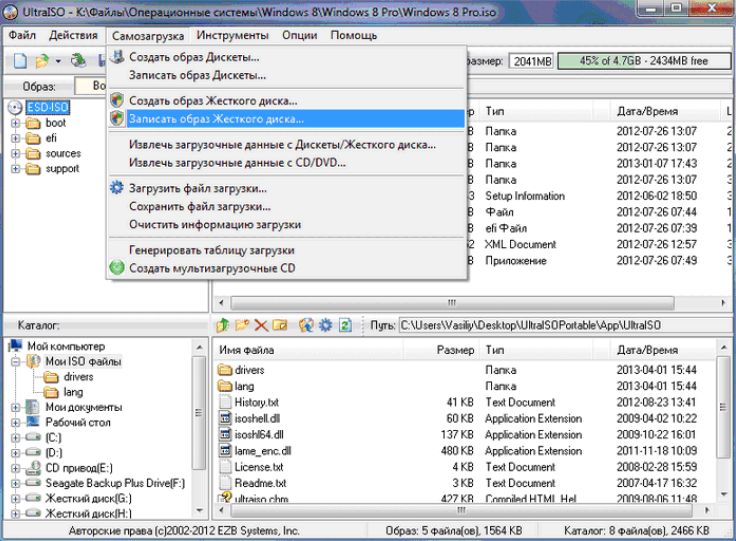 UltraISO - K:\Файлы\Операционные системы\Windows 8\Windows 8 Pro\Windows 8 Pro.iso
Файл Действия Самозагрузка Инструменты Опции Помощь
Создать образ Дискеты...
Записать образ Дискеты...
Создать образ Жесткого диска...
Записать образ Жесткого диска...
Извлечь загрузочные данные с Дискеты/Жесткого диска...
Извлечь загрузочные данные с CD/DVD...
Загрузить файл загрузки...
Сохранить файл загрузки...
Очистить информацию загрузки
Генерировать таблицу загрузки
Создать мультизагрузочные CD
2041MB 45% of 4.7GB - 2434MB free
Образ: Во
ESD-ISO
boot
efi
sources
support
Тип Дата/Время
Папка 2012-07-26 13:07
Папка 2012-07-26 13:07
Папка 2013-01-07 17:43
Папка 2012-07-26 13:07
Setup Information 2012-06-02 18:50
Файл 2012-07-26 07:44
efi Файл 2012-07-26 07:39
XML Document 2012-07-26 12:57
Приложение 2012-07-26 07:49
Каталог:
Путь: C:\Users\Vasiliy\Desktop\UltraISOPortable\App\UltraISO
Мой компьютер
Мои ISO файлы
drivers
lang
Мои документы
Рабочий стол
(C:)
(D:)
CD привод(E:)
Seagate Backup Plus Drive(F:)
Жесткий диск(G:)
Жесткий диск(H:)
Имя файла Размер Тип Дата/Время
drivers Папка 2013-04-01 15:44
lang Папка 2013-04-01 15:44
History.txt 41 KB Text Document 2012-08-23 13:41
isoshell.dll 60 KB Application Extension 2009-04-02 10:22
isoshl64.dll 137 KB Application Extension 2009-10-22 16:01
lame_enc.dll 480 KB Application Extension 2011-11-18 10:09
License.txt 4 KB Text Document 2008-02-28 15:59
Readme.txt 3 KB Text Document 2007-04-17 16:32
ultraiso.chm 427 KB Compiled HTML Hel 2009-08-06 11:48
Авторские права (c)2002-2012 EZB Systems, Inc. Образ: 5 файла(ов), 1564 KB Каталог: 8 файла(ов), 2466 KB